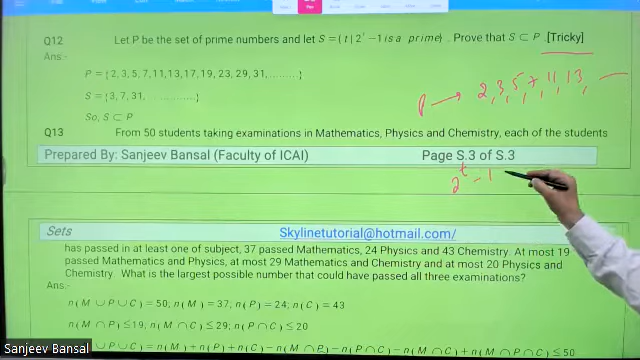 Q12 Let P be the set of prime numbers and let S = {t | 2^t − 1 is a prime}. Prove that S ⊂ P. [Tricky]
Ans:-
P = {2, 3, 5, 7, 11, 13, 17, 19, 23, 29, 31, .........}
S = {3, 7, 31, ..............}
So, S ⊂ P
P → 2, 3, 5, 7, 11, 13, —
Q13 From 50 students taking examinations in Mathematics, Physics and Chemistry, each of the students
Prepared By: Sanjeev Bansal (Faculty of ICAI) Page S.3 of S.3
2^t − 1
Sets Skylinetutorial@hotmail.com/
has passed in at least one of subject, 37 passed Mathematics, 24 Physics and 43 Chemistry. At most 19
passed Mathematics and Physics, at most 29 Mathematics and Chemistry and at most 20 Physics and
Chemistry. What is the largest possible number that could have passed all three examinations?
Ans:-
n(M ∪ P ∪ C) = 50; n(M) = 37; n(P) = 24; n(C) = 43
n(M ∩ P) ≤ 19; n(M ∩ C) ≤ 29; n(P ∩ C) ≤ 20
∪ P ∪ C) = n(M) + n(P) + n(C) − n(M ∩ P) − n(P ∩ C) − n(M ∩ C) + n(M ∩ P ∩ C) ≤ 50
Sanjeev Bansal